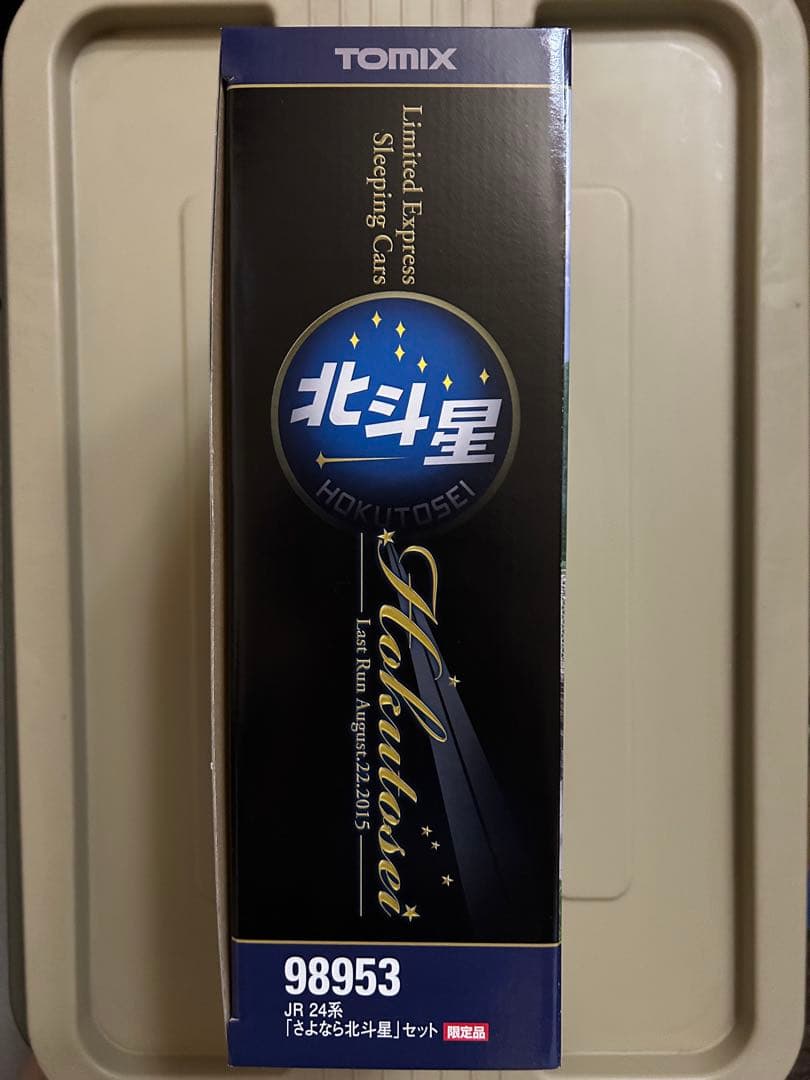 TOMIX
Limited Express
Sleeping Cars
北斗星
HOKUTOSEI
Hokutosei
Last Run August.22.2015
98953
JR 24系
「さよなら北斗星」セット 限定品